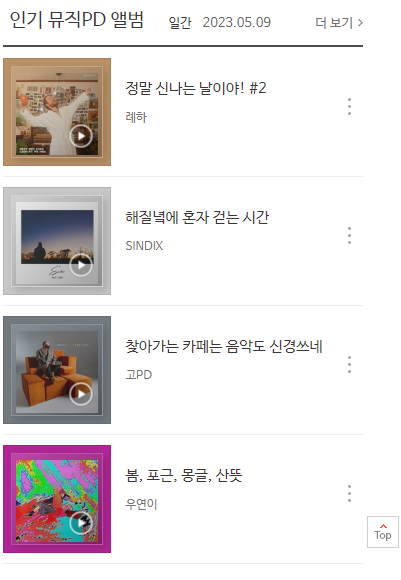 인기 뮤직PD 앨범 일간 2023.05.09 더 보기
정말 신나는 날이야! #2
례하
해질녘에 혼자 걷는 시간
SINDIX
찾아가는 카페는 음악도 신경쓰네
고PD
봄, 포근, 몽글, 산뜻
우연이
Top